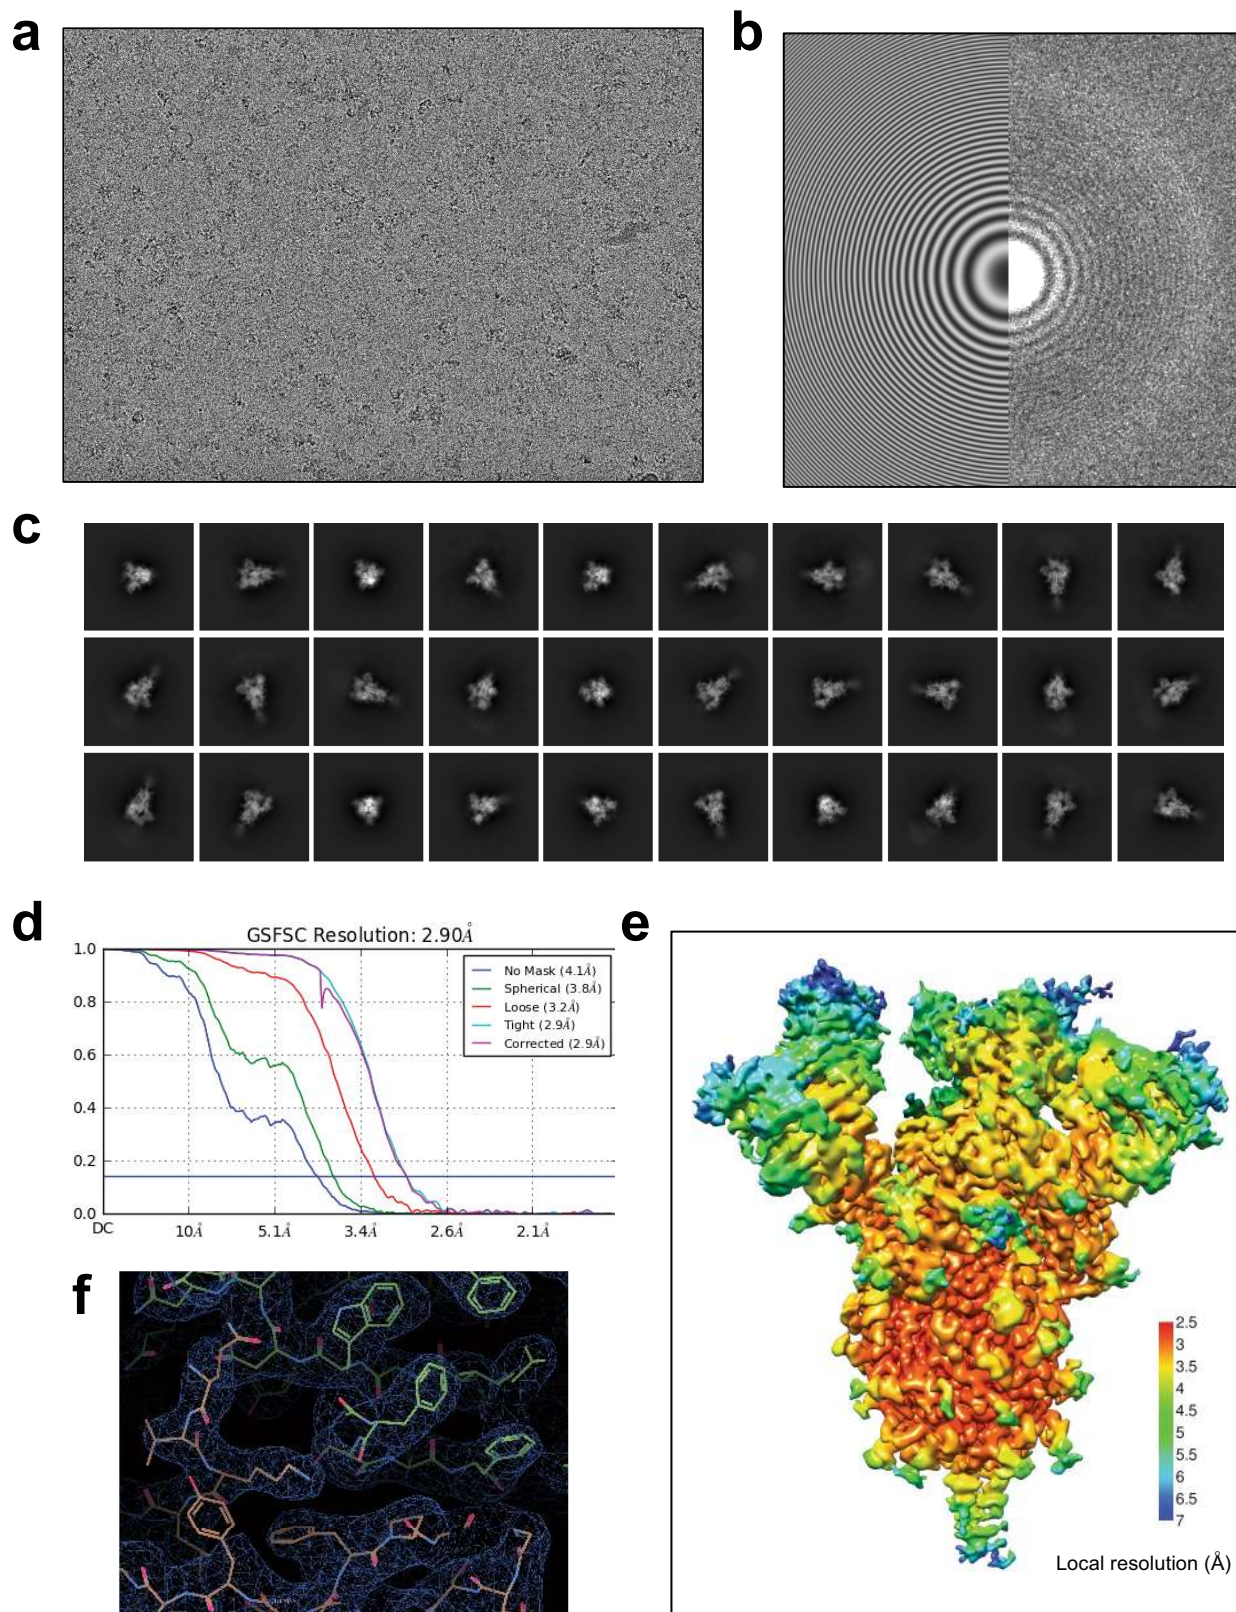 a
b
c
d
GSFSC Resolution: 2.90Å
1.0
0.8
0.6
0.4
0.2
0.0
DC
10Å
5.1Å
3.4Å
2.6Å
2.1Å
No Mask (4.1Å)
Spherical (3.8Å)
Loose (3.2Å)
Tight (2.9Å)
Corrected (2.9Å)
e
2.5
3
3.5
4
4.5
5
5.5
6
6.5
7
Local resolution (Å)
f